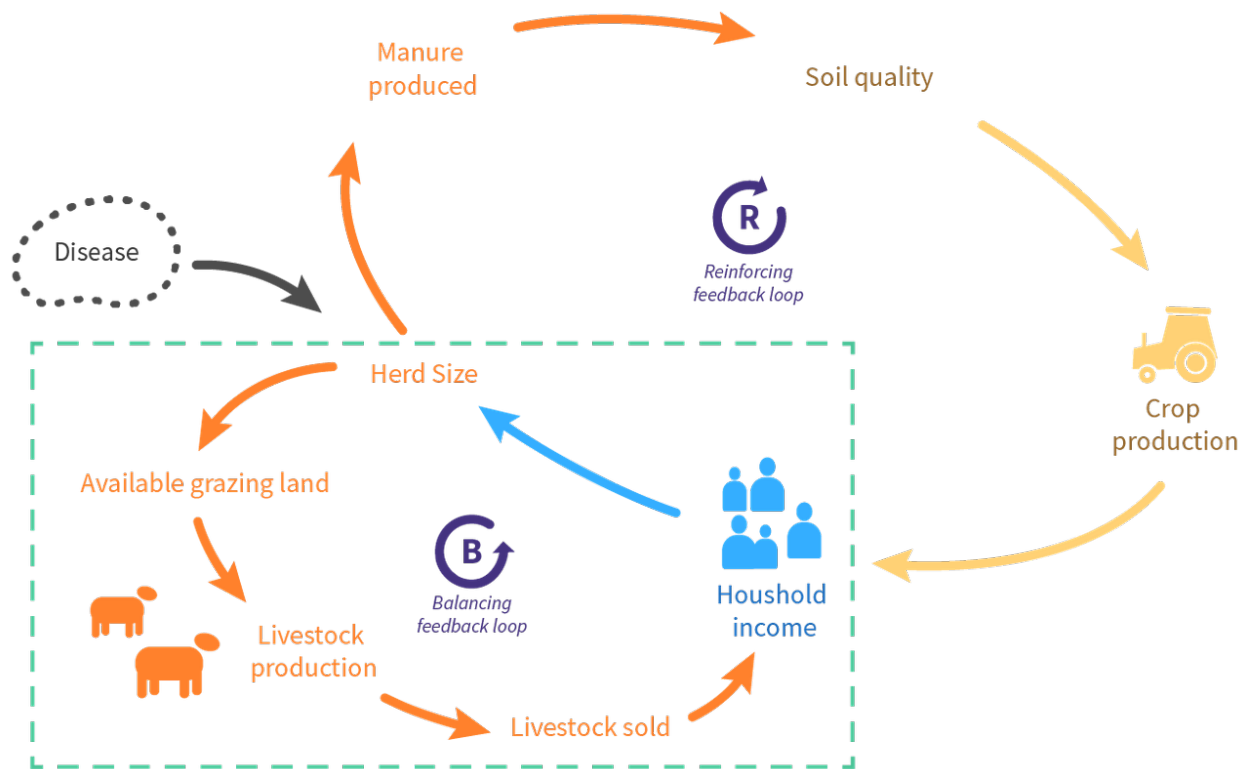 Manure
produced
Soil quality
Disease
R
Reinforcing
feedback loop
Herd Size
Crop
production
Available grazing land
B
Balancing
feedback loop
Houshold
income
Livestock
production
Livestock sold